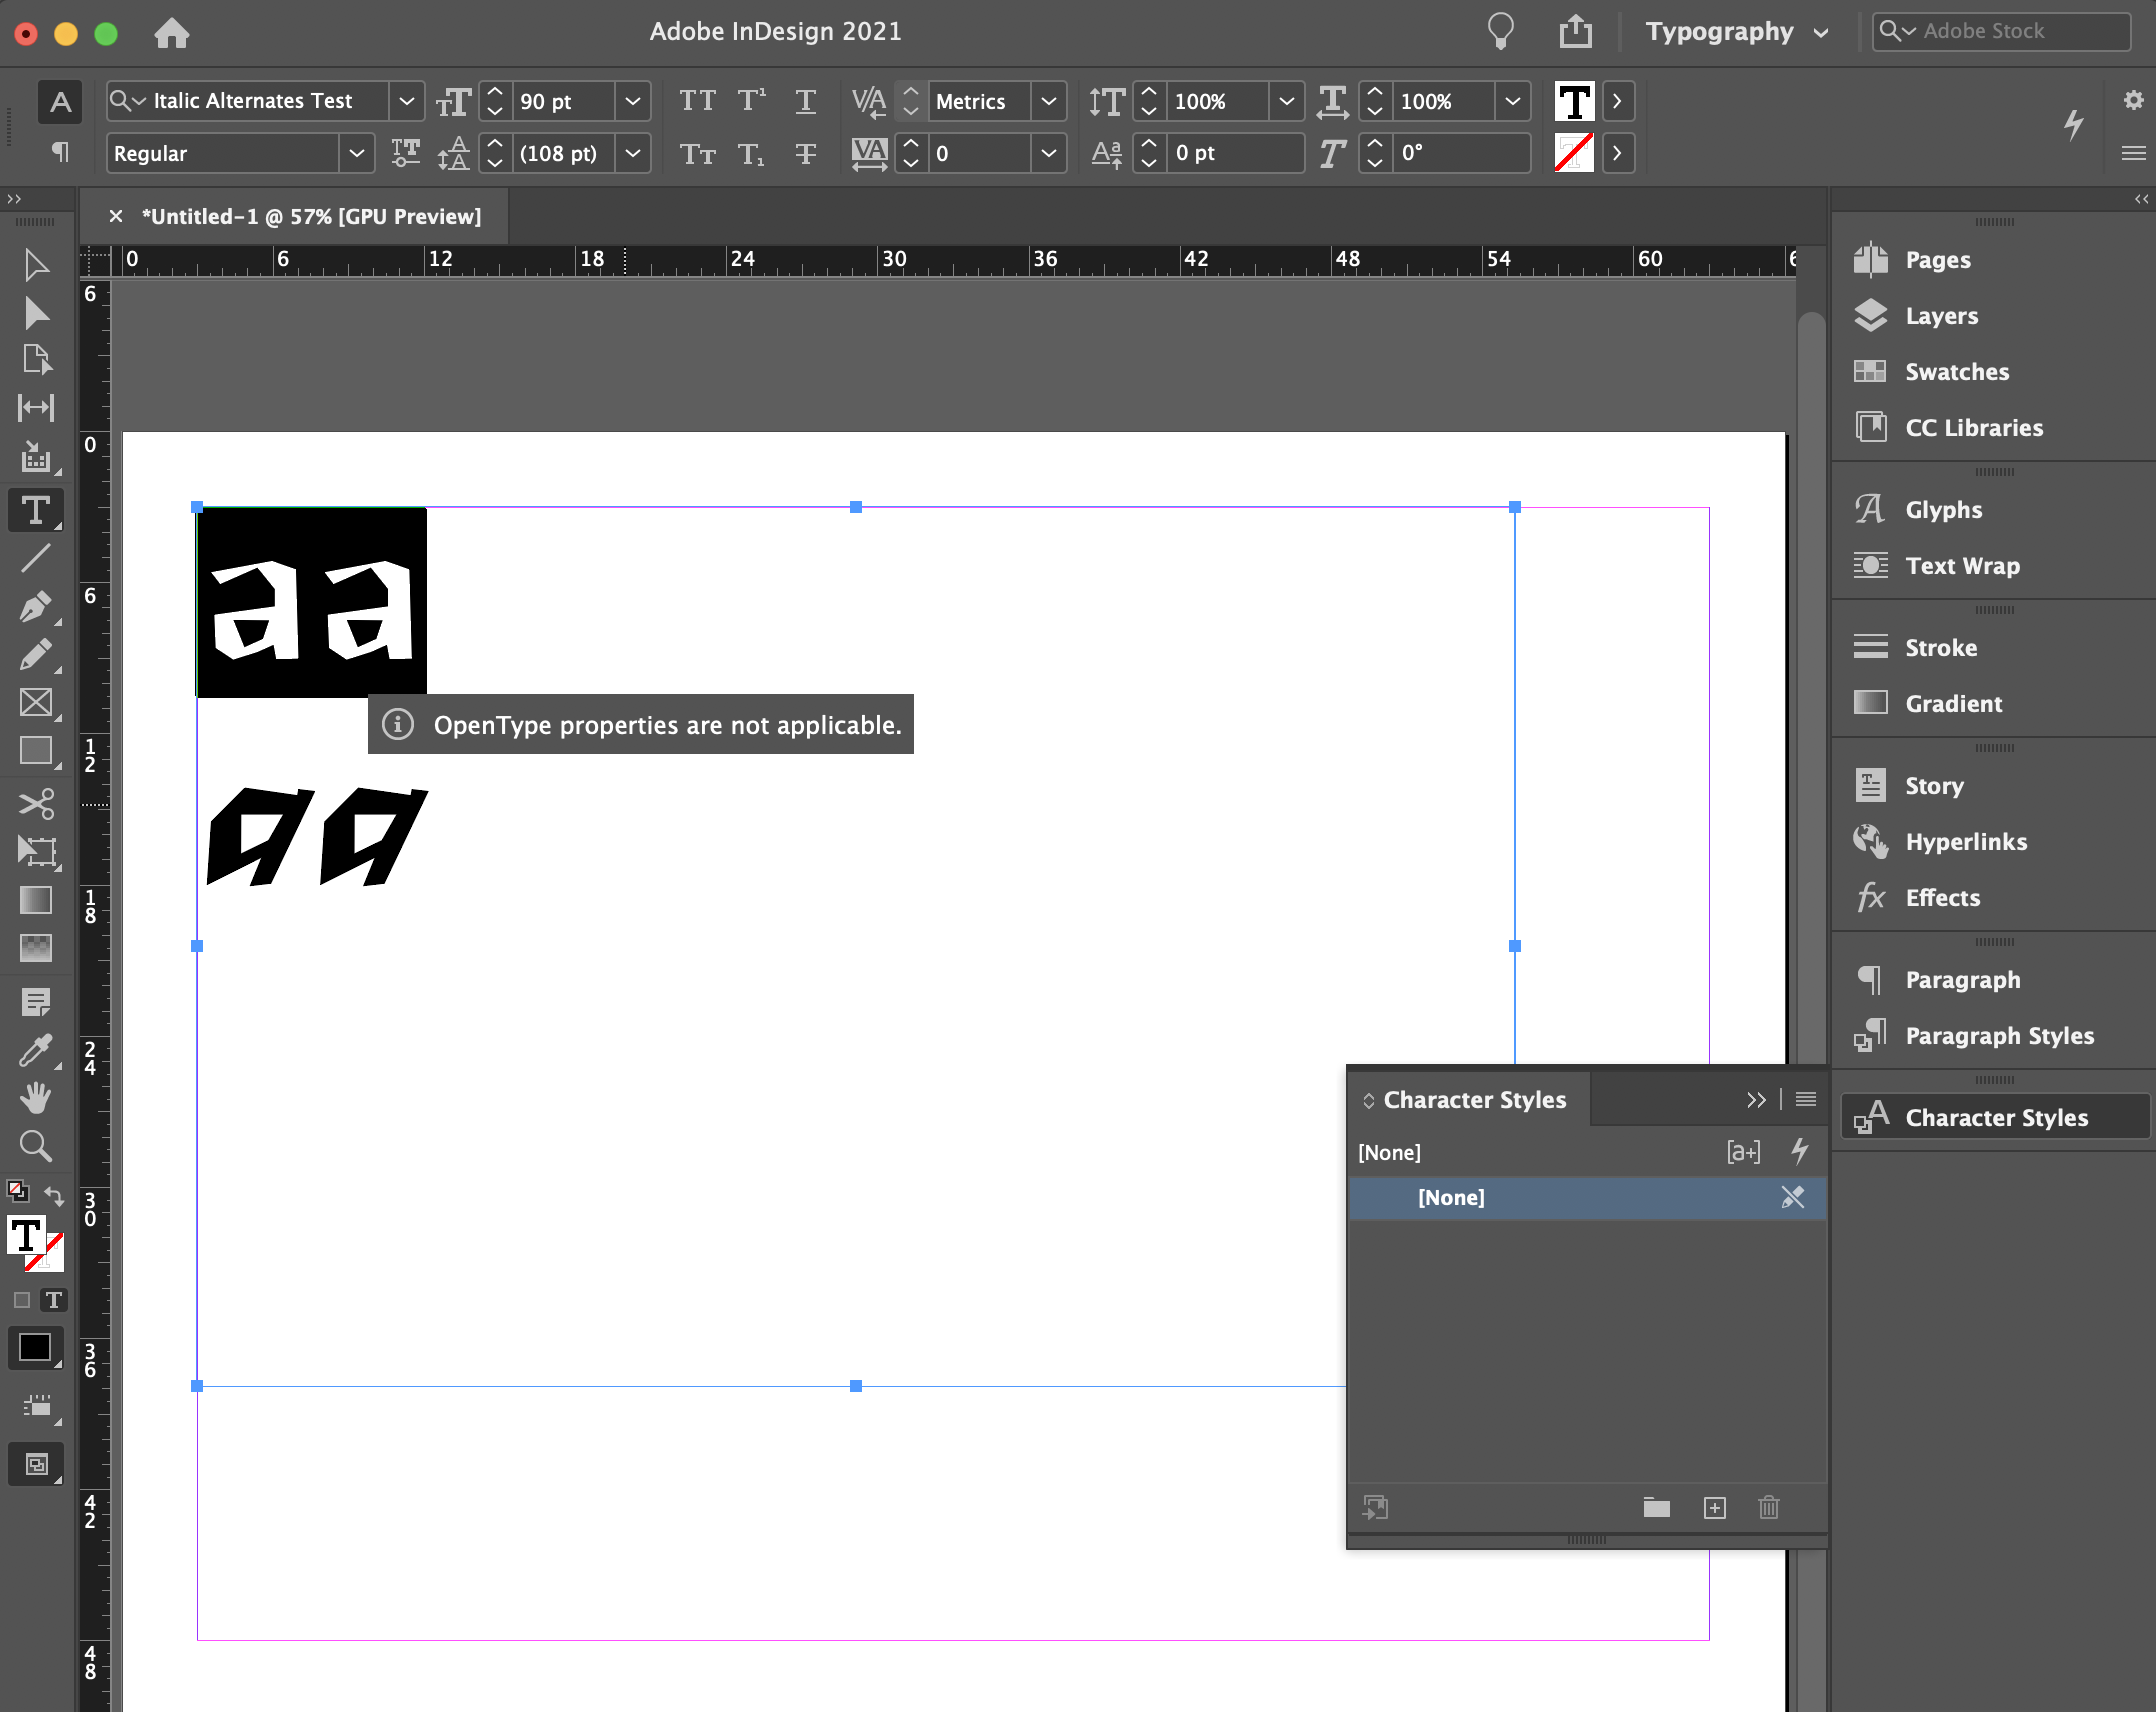 Adobe InDesign 2021
Typography
Adobe Stock
A
Italic Alternates Test
90 pt
Metrics
100%
100%
Regular
(108 pt)
0
0 pt
0°
*Untitled-1 @ 57% [GPU Preview]
0 6 12 18 24 30 36 42 48 54 60 6
6
0
6
12
18
24
30
36
42
48
aa
OpenType properties are not applicable.
aa
Pages
Layers
Swatches
CC Libraries
Glyphs
Text Wrap
Stroke
Gradient
Story
Hyperlinks
Effects
Paragraph
Paragraph Styles
Character Styles
Character Styles
[None]
[a+]
[None]